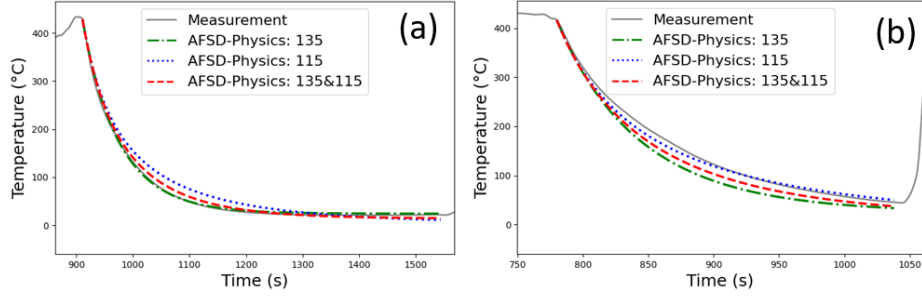 (a)
Measurement
AFSD-Physics: 135
AFSD-Physics: 115
AFSD-Physics: 135&115
Temperature (°C)
400
300
200
100
0
900 1000 1100 1200 1300 1400 1500
Time (s)
(b)
Measurement
AFSD-Physics: 135
AFSD-Physics: 115
AFSD-Physics: 135&115
Temperature (°C)
400
300
200
100
0
750 800 850 900 950 1000 1050
Time (s)